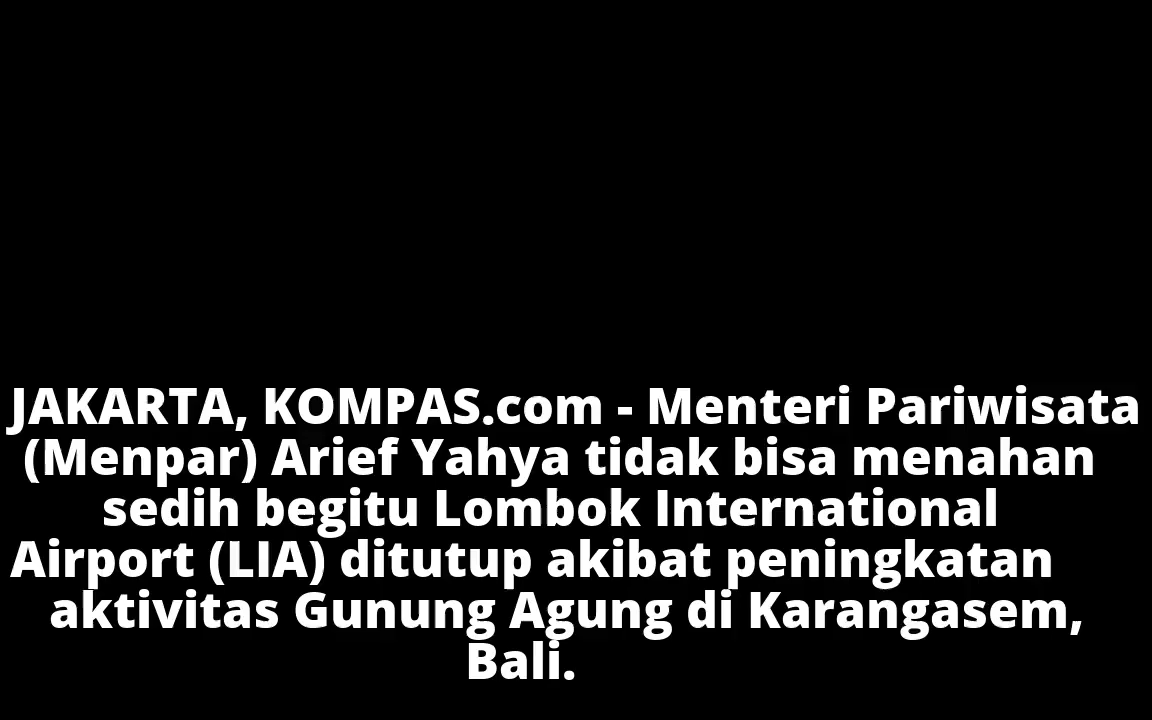 JAKARTA, KOMPAS.com - Menteri Pariwisata
(Menpar) Arief Yahya tidak bisa menahan
sedih begitu Lombok International
Airport (LIA) ditutup akibat peningkatan
aktivitas Gunung Agung di Karangasem,
Bali.